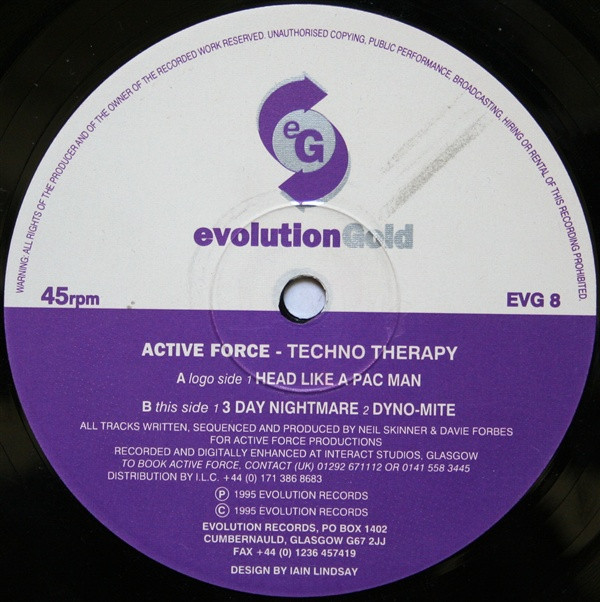 WARNING: ALL RIGHTS OF THE PRODUCER AND OF THE OWNER OF THE RECORDED WORK RESERVED. UNAUTHORISED COPYING, PUBLIC PERFORMANCE, BROADCASTING, HIRING OR RENTAL OF THIS RECORDING PROHIBITED.
eG
evolutionGold
45rpm
EVG 8
ACTIVE FORCE - TECHNO THERAPY
A logo side 1 HEAD LIKE A PAC MAN
B this side 1 3 DAY NIGHTMARE 2 DYNO-MITE
ALL TRACKS WRITTEN, SEQUENCED AND PRODUCED BY NEIL SKINNER & DAVIE FORBES
FOR ACTIVE FORCE PRODUCTIONS
RECORDED AND DIGITALLY ENHANCED AT INTERACT STUDIOS, GLASGOW
TO BOOK ACTIVE FORCE, CONTACT (UK) 01292 671112 OR 0141 558 3445
DISTRIBUTION BY I.L.C. +44 (0) 171 386 8683
Ⓟ 1995 EVOLUTION RECORDS
© 1995 EVOLUTION RECORDS
EVOLUTION RECORDS, PO BOX 1402
CUMBERNAULD, GLASGOW G67 2JJ
FAX +44 (0) 1236 457419
DESIGN BY IAIN LINDSAY